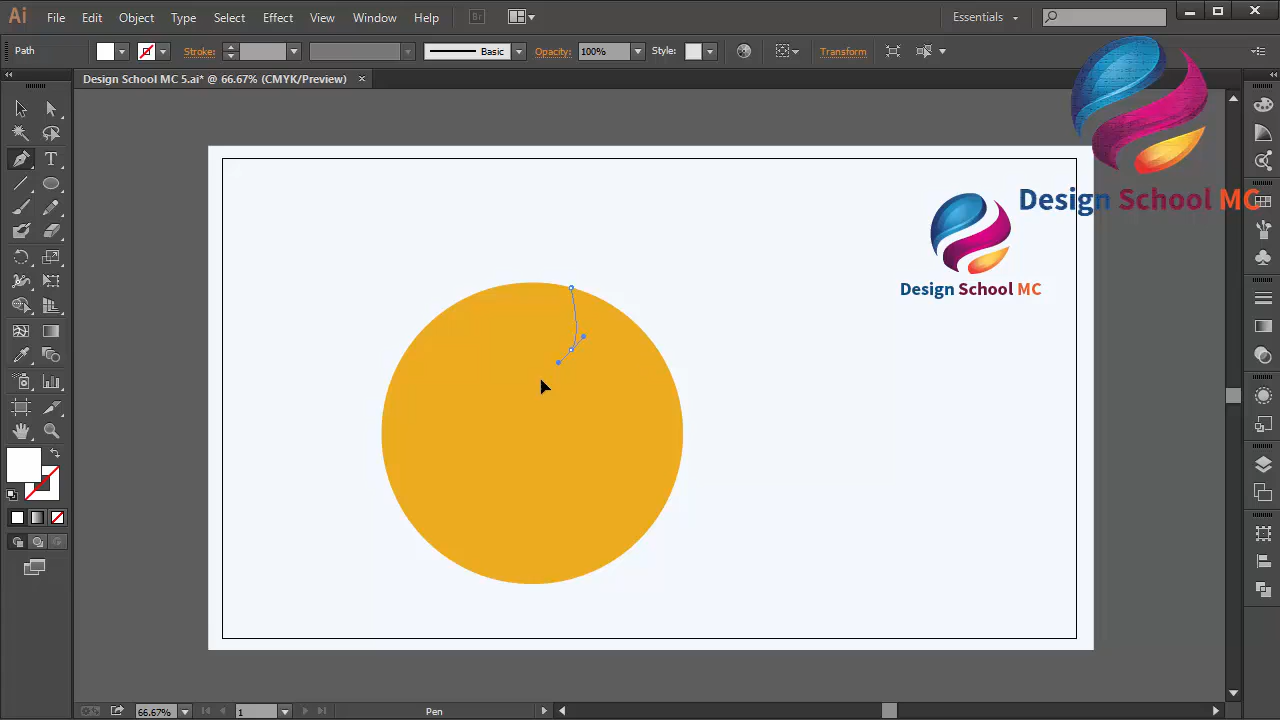 Ai File Edit Object Type Select Effect View Window Help Br Essentials
Path Stroke: Basic Opacity: 100% Style: Transform
Design School MC 5.ai* @ 66.67% (CMYK/Preview)
T
Design School MC
Design School MC
66.67% 1 Pen